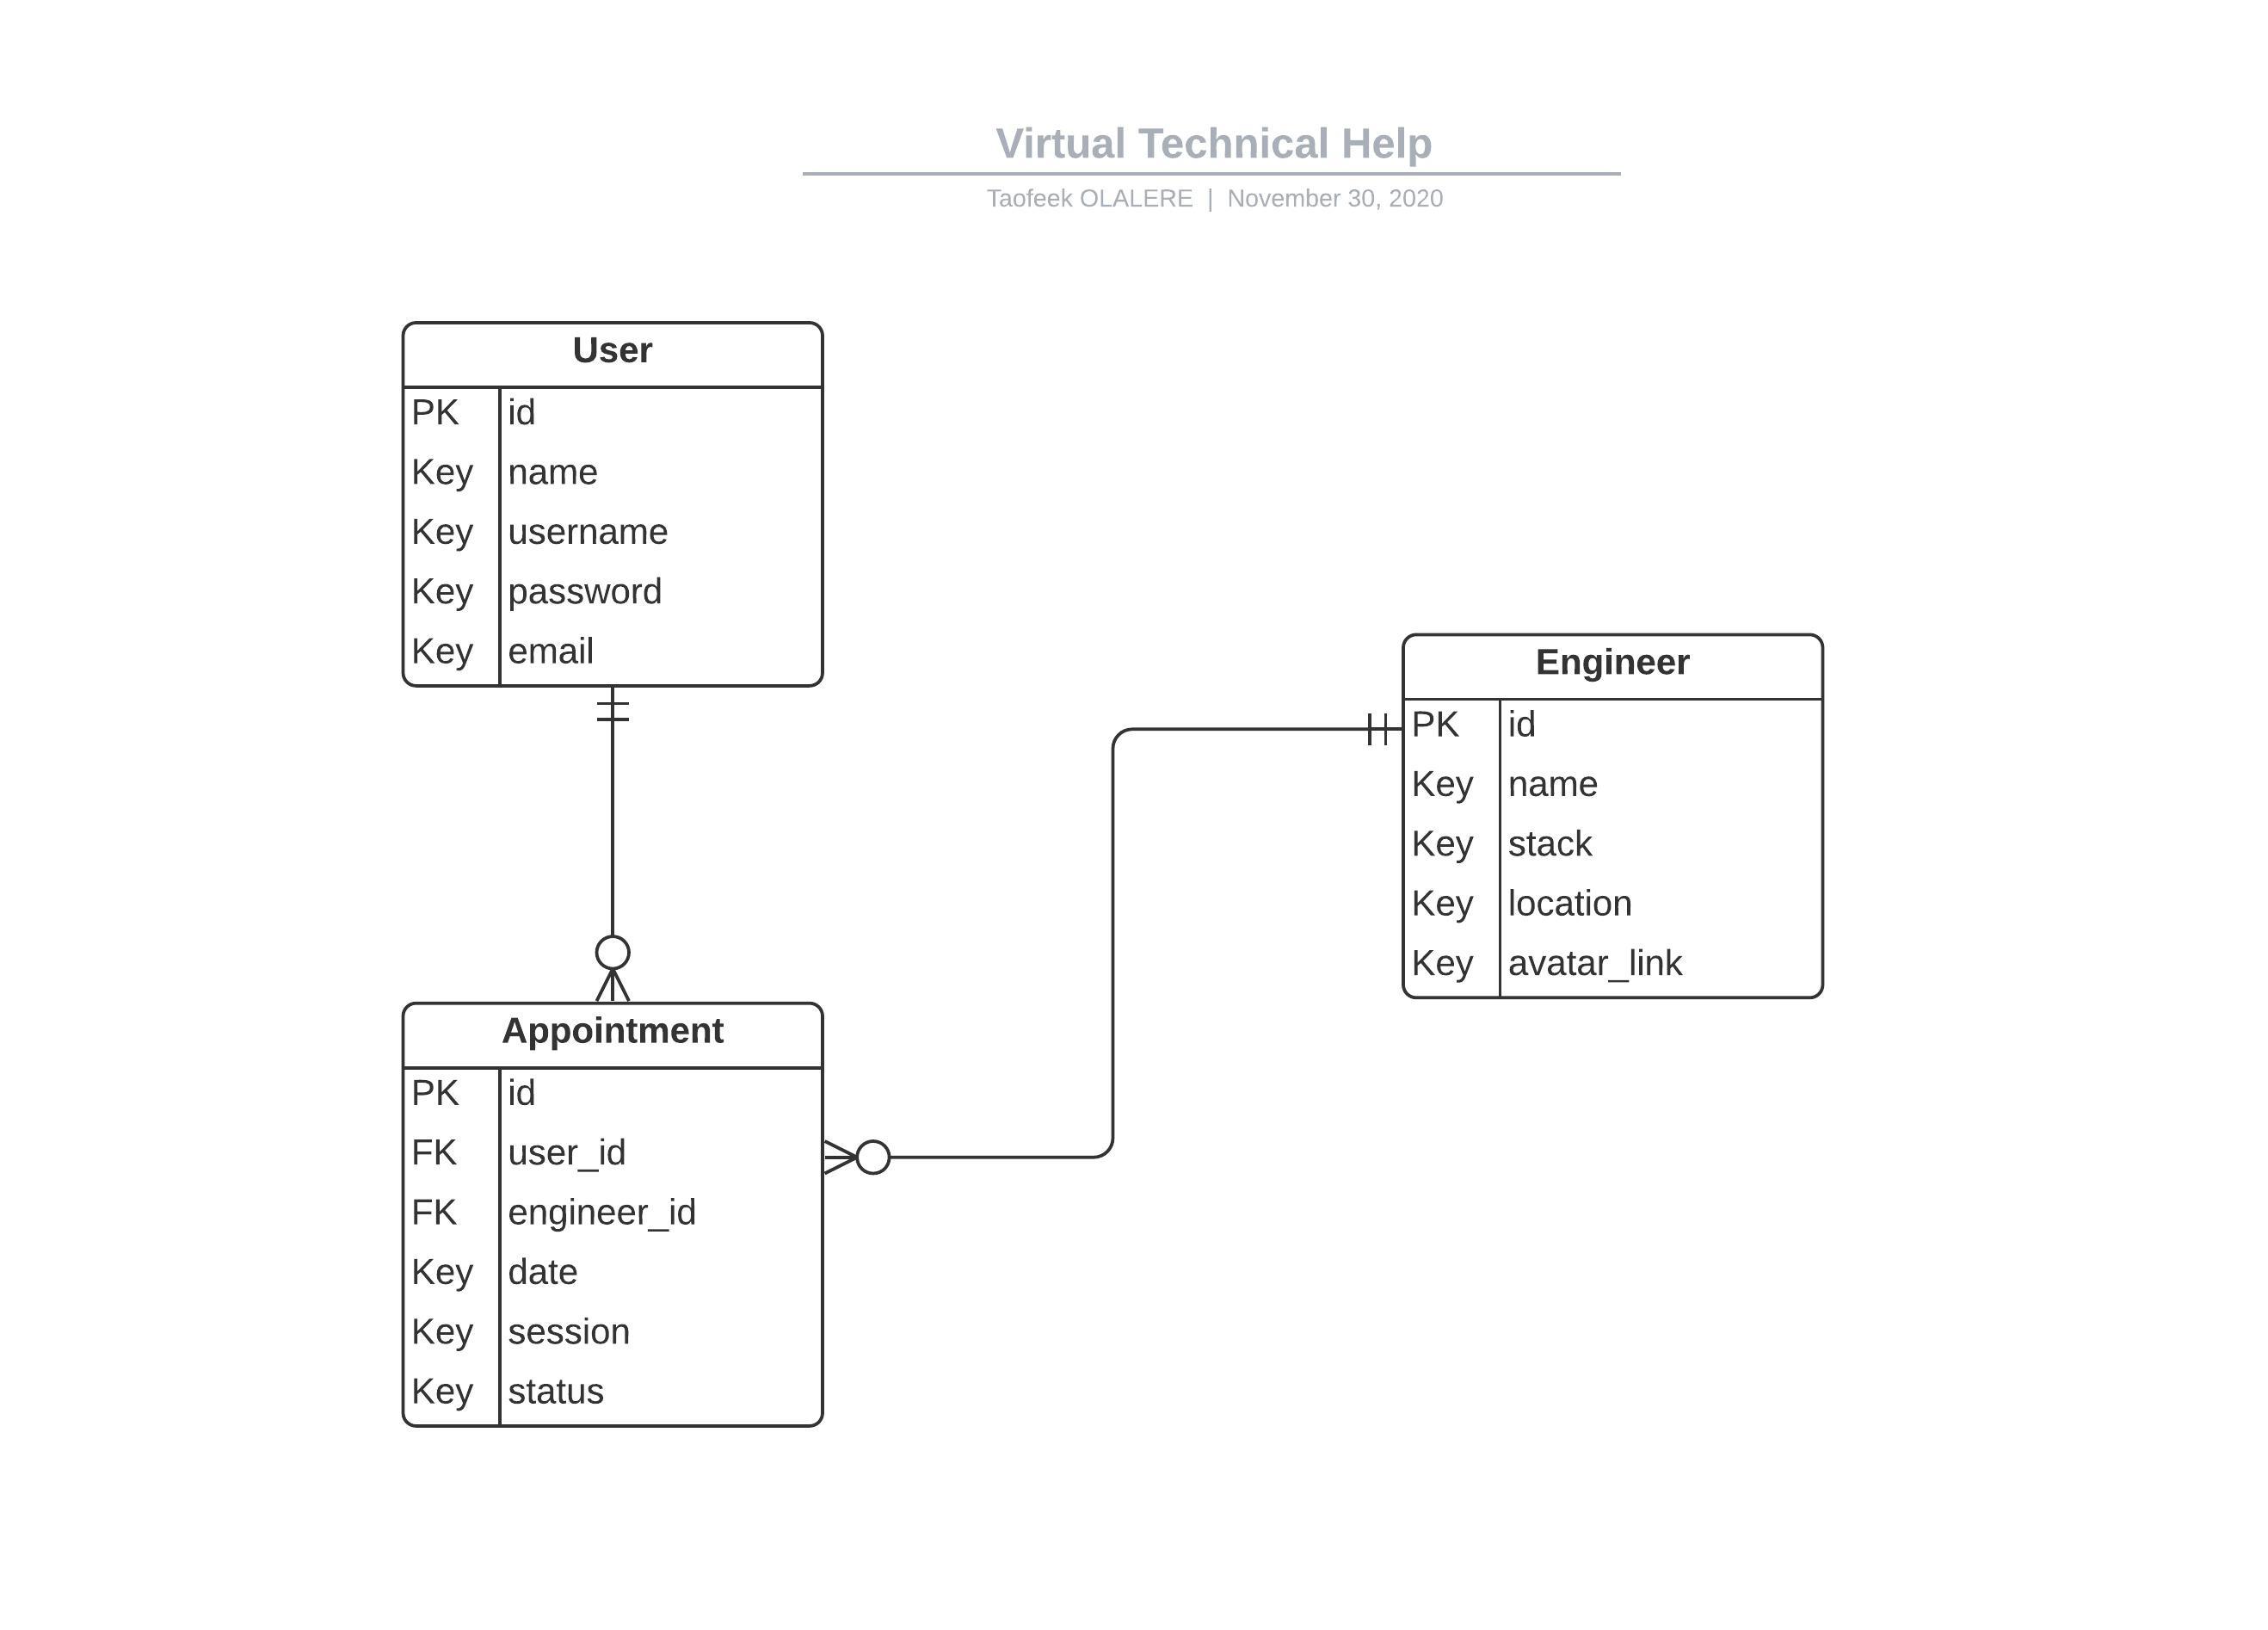 Virtual Technical Help
Taofeek OLALERE | November 30, 2020
User
PK id
Key name
Key username
Key password
Key email
Engineer
PK id
Key name
Key stack
Key location
Key avatar_link
Appointment
PK id
FK user_id
FK engineer_id
Key date
Key session
Key status